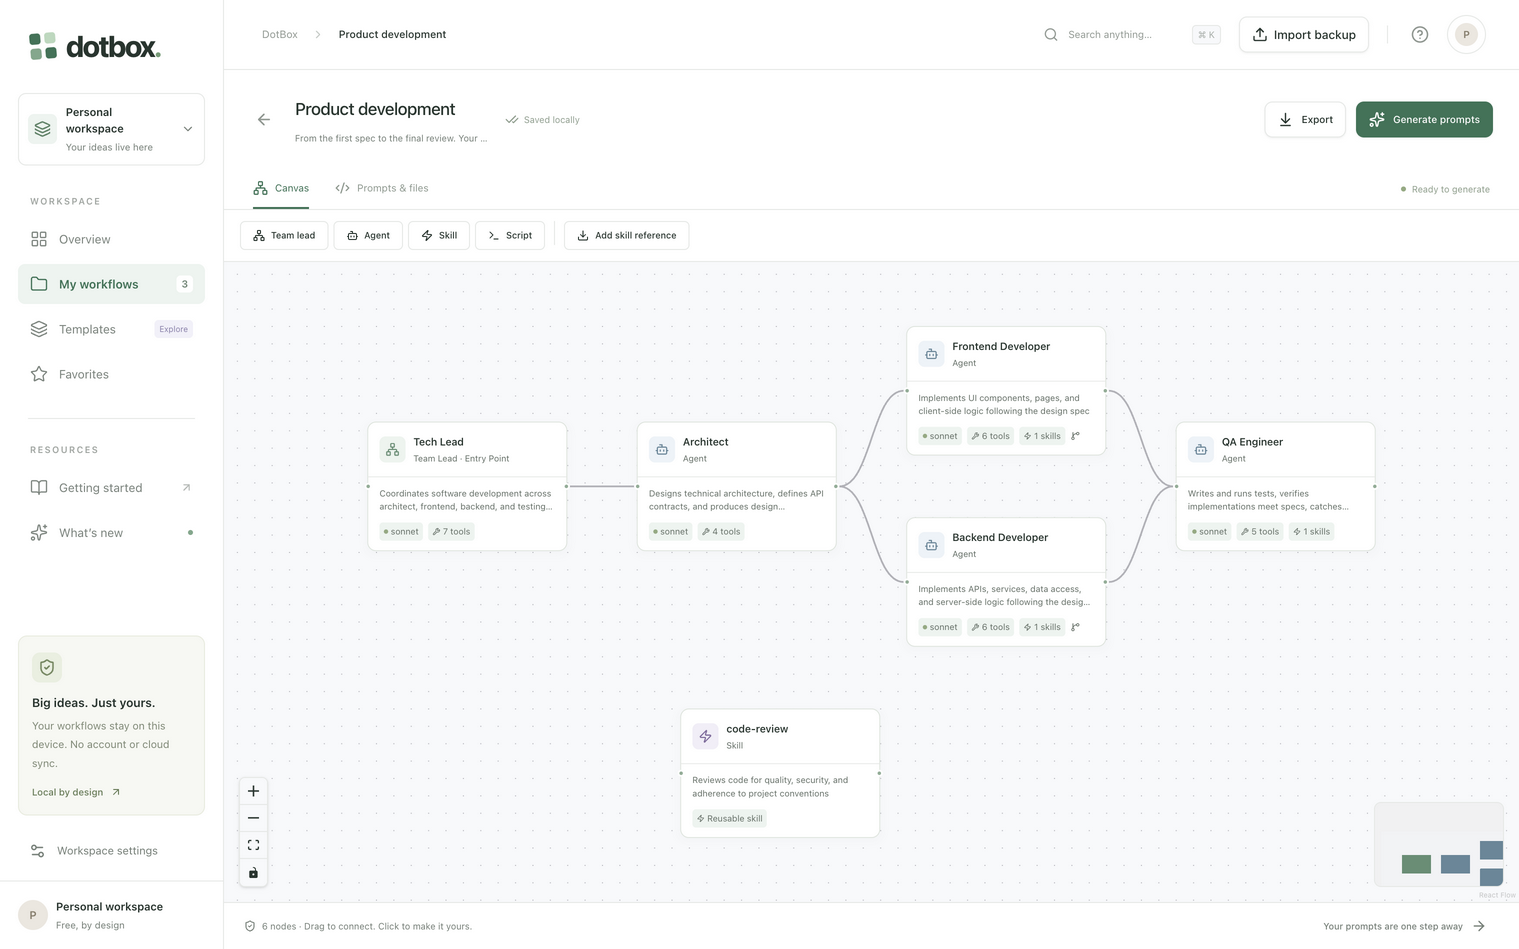 dotbox.
Personal
workspace
Your ideas live here
WORKSPACE
Overview
My workflows
3
Templates
Explore
Favorites
RESOURCES
Getting started
What's new
Big ideas. Just yours.
Your workflows stay on this
device. No account or cloud
sync.
Local by design
Workspace settings
P
Personal workspace
Free, by design
DotBox
Product development
Search anything...
⌘ K
Import backup
P
Product development
From the first spec to the final review. Your ...
Saved locally
Export
Generate prompts
Canvas
Prompts & files
Ready to generate
Team lead
Agent
Skill
Script
Add skill reference
Tech Lead
Team Lead · Entry Point
Coordinates software development across
architect, frontend, backend, and testing...
sonnet
7 tools
Architect
Agent
Designs technical architecture, defines API
contracts, and produces design...
sonnet
4 tools
Frontend Developer
Agent
Implements UI components, pages, and
client-side logic following the design spec
sonnet
6 tools
1 skills
Backend Developer
Agent
Implements APIs, services, data access,
and server-side logic following the desig...
sonnet
6 tools
1 skills
QA Engineer
Agent
Writes and runs tests, verifies
implementations meet specs, catches...
sonnet
5 tools
1 skills
code-review
Skill
Reviews code for quality, security, and
adherence to project conventions
Reusable skill
React Flow
6 nodes · Drag to connect. Click to make it yours.
Your prompts are one step away